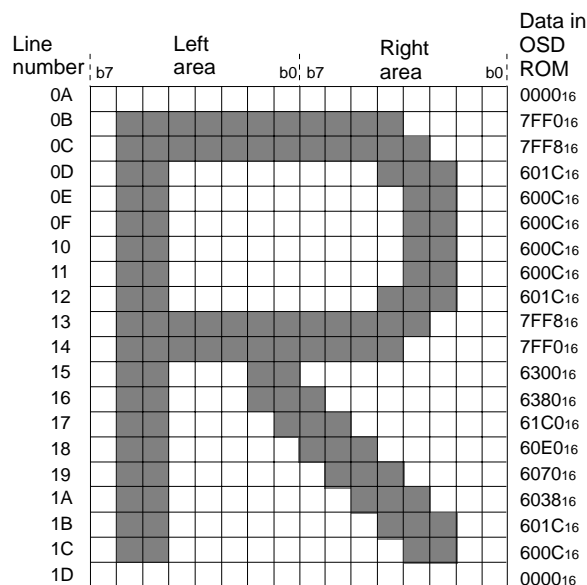 Line number
Left area
Right area
Data in OSD ROM
b7 b0 b7 b0
0A 0000₁₆
0B 7FF0₁₆
0C 7FF8₁₆
0D 601C₁₆
0E 600C₁₆
0F 600C₁₆
10 600C₁₆
11 600C₁₆
12 601C₁₆
13 7FF8₁₆
14 7FF0₁₆
15 6300₁₆
16 6380₁₆
17 61C0₁₆
18 60E0₁₆
19 6070₁₆
1A 6038₁₆
1B 601C₁₆
1C 600C₁₆
1D 0000₁₆